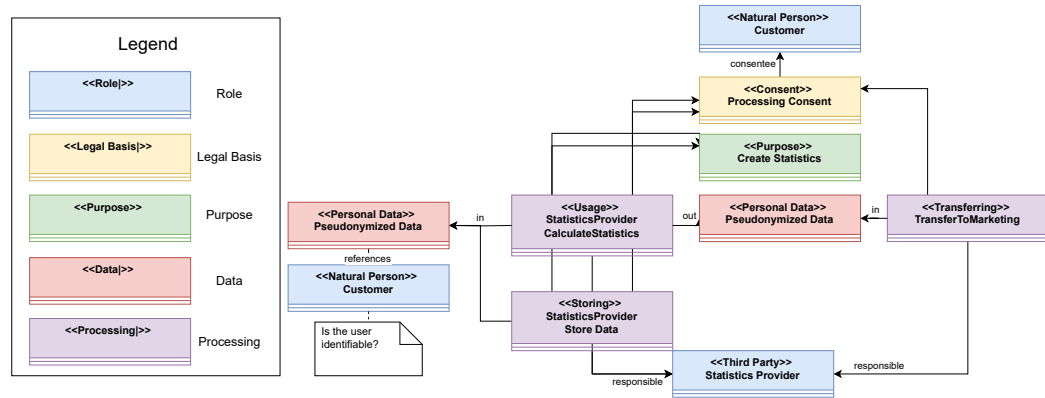 Legend
<<Role|>>
Role
<<Legal Basis|>>
Legal Basis
<<Purpose|>>
Purpose
<<Data|>>
Data
<<Processing|>>
Processing
<<Natural Person>>
Customer
consentee
<<Consent>>
Processing Consent
<<Purpose>>
Create Statistics
<<Personal Data>>
Pseudonymized Data
in
<<Usage>>
StatisticsProvider
CalculateStatistics
out
<<Personal Data>>
Pseudonymized Data
in
<<Transferring>>
TransferToMarketing
references
<<Natural Person>>
Customer
Is the user
identifiable?
<<Storing>>
StatisticsProvider
Store Data
responsible
<<Third Party>>
Statistics Provider
responsible